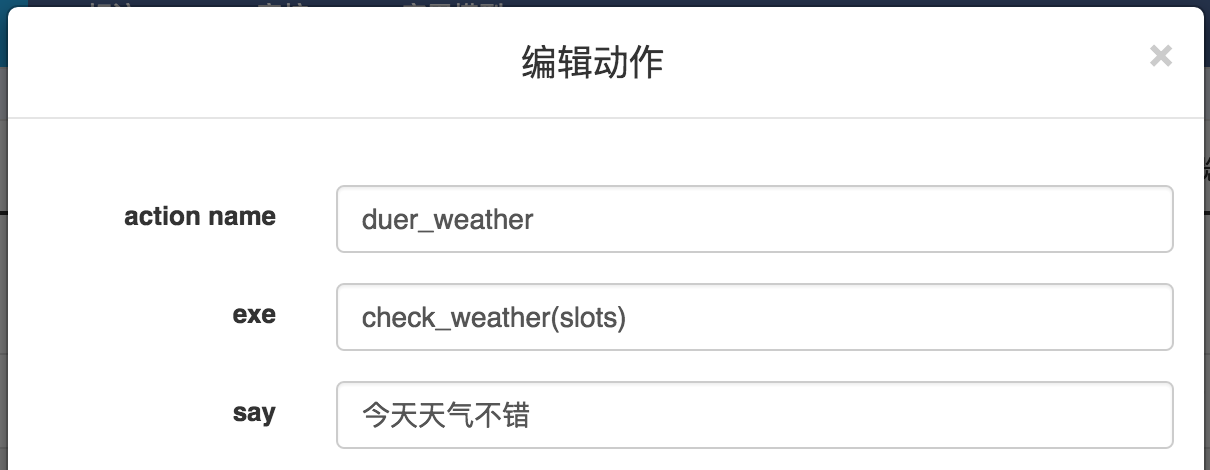 编辑动作
×
action name
duer_weather
exe
check_weather(slots)
say
今天天气不错